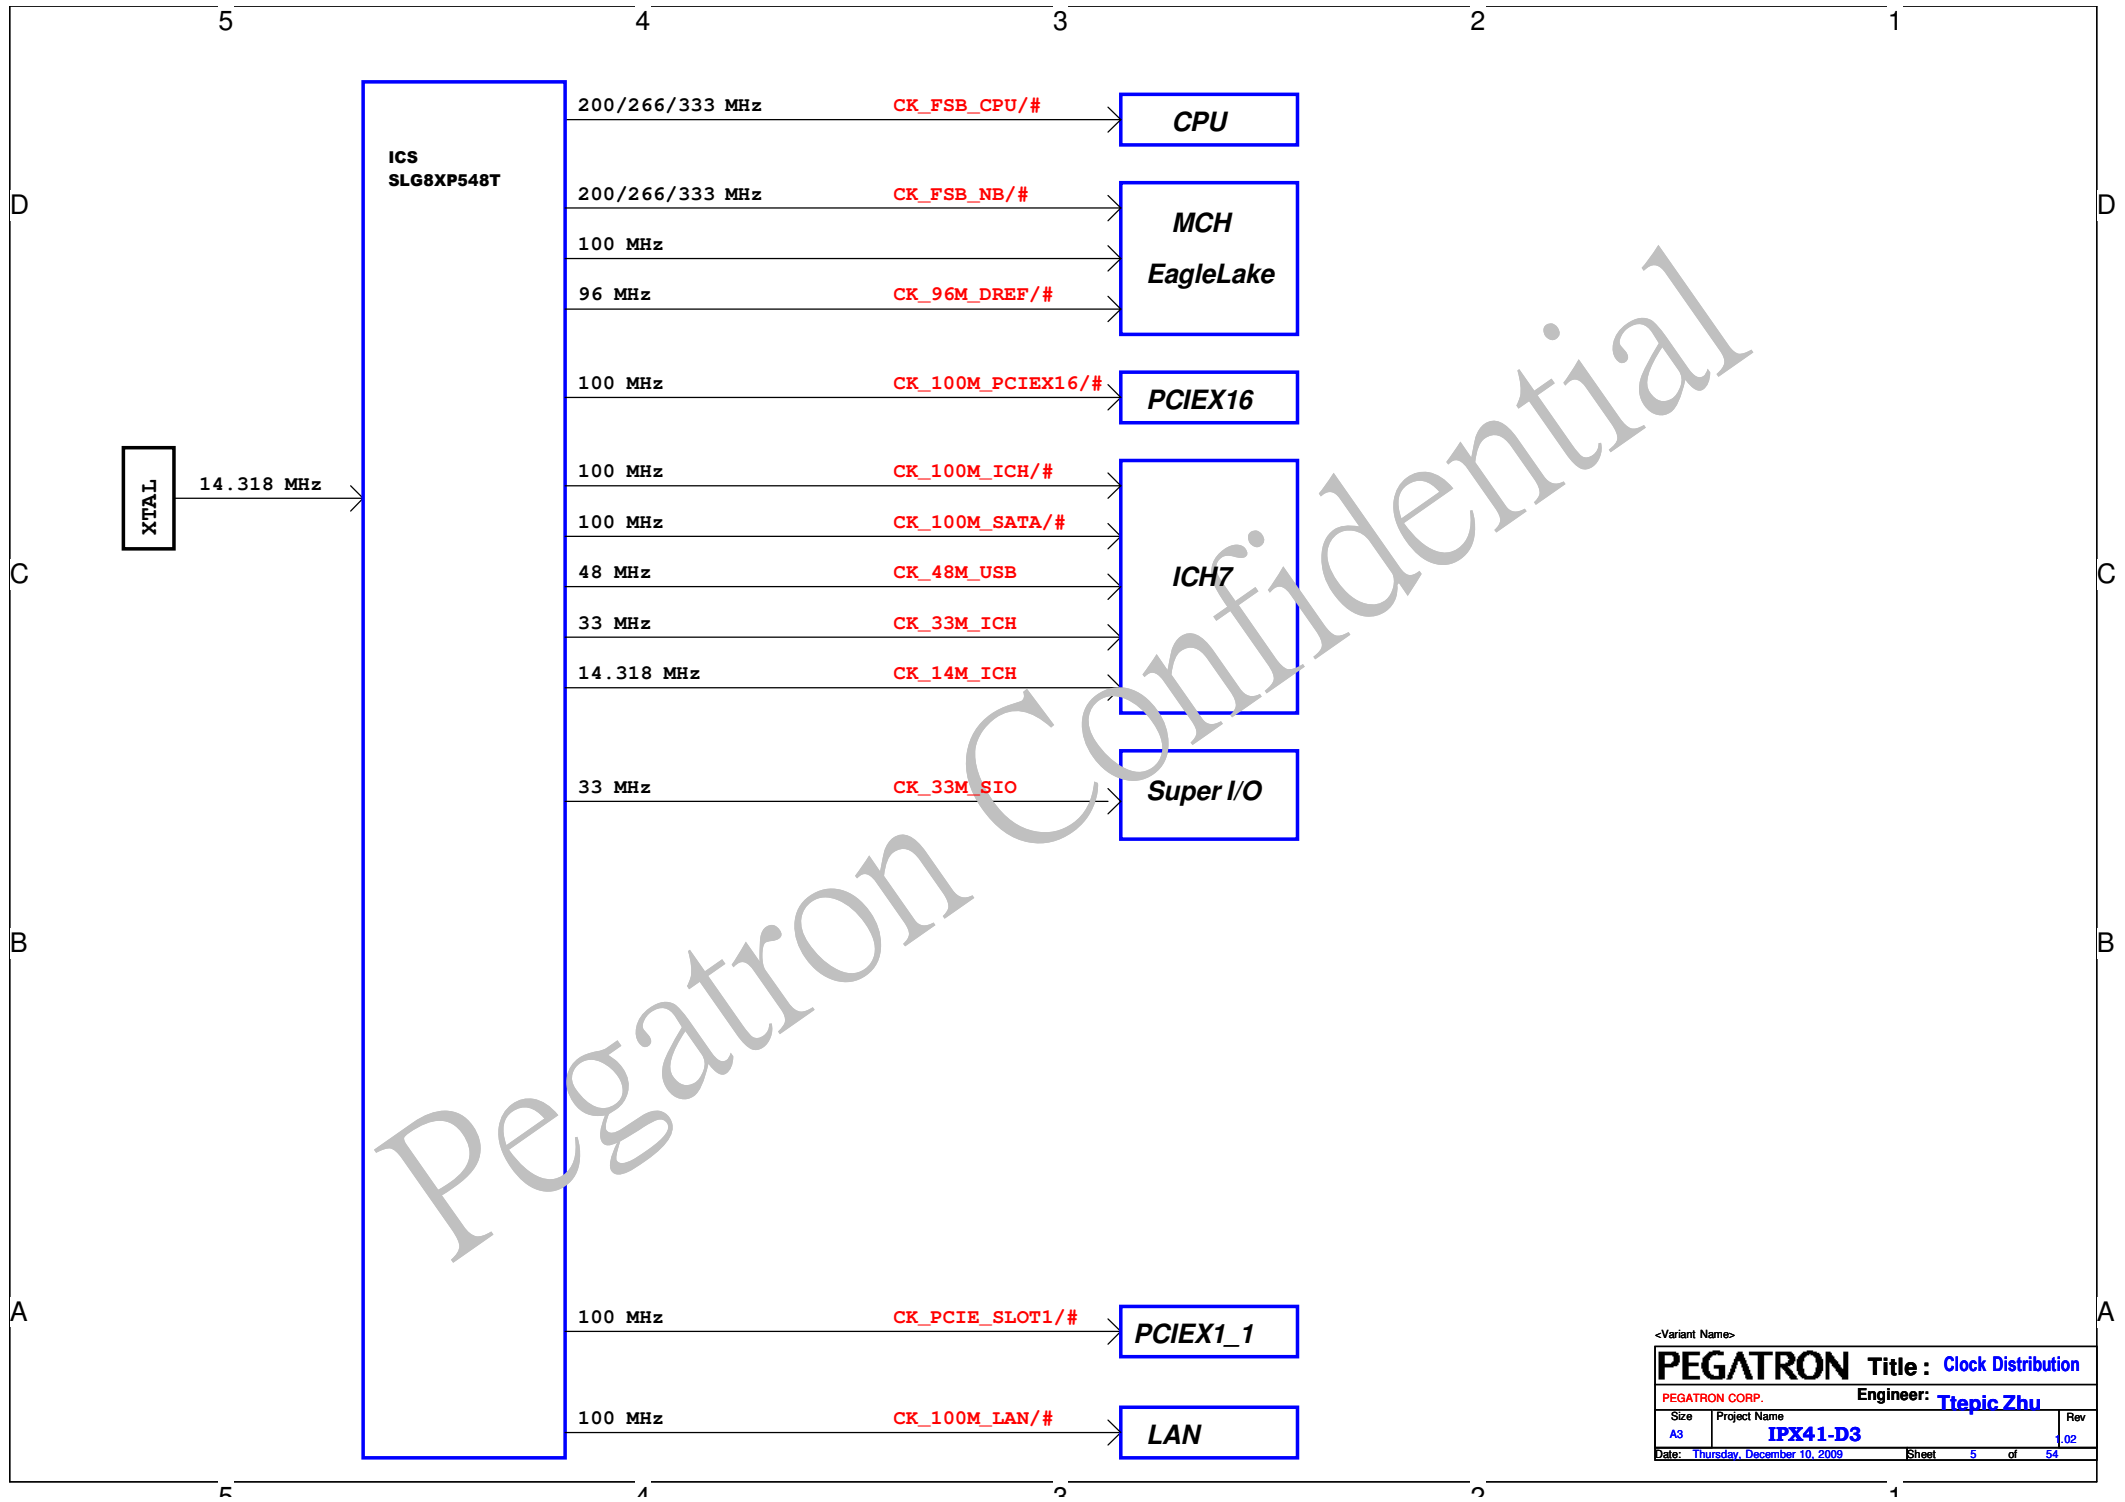 5 4 3 2 1
200/266/333 MHz CK_FSB_CPU/# CPU
ICS
SLG8XP548T
200/266/333 MHz CK_FSB_NB/#
D D
MCH
100 MHz
EagleLake
96 MHz CK_96M_DREF/#
100 MHz CK_100M_PCIEX16/# PCIEX16
XTAL
14.318 MHz
100 MHz CK_100M_ICH/#
100 MHz CK_100M_SATA/#
C C
48 MHz CK_48M_USB ICH7
33 MHz CK_33M_ICH
14.318 MHz CK_14M_ICH
33 MHz CK_33M_SIO Super I/O
Pegatron Confidential
B B
A A
100 MHz CK_PCIE_SLOT1/# PCIEX1_1
100 MHz CK_100M_LAN/# LAN
<Variant Name>
PEGATRON Title : Clock Distribution
PEGATRON CORP. Engineer: Ttepic Zhu
Size Project Name Rev
A3 IPX41-D3 1.02
Date: Thursday, December 10, 2009 Sheet 5 of 54
5 4 3 2 1